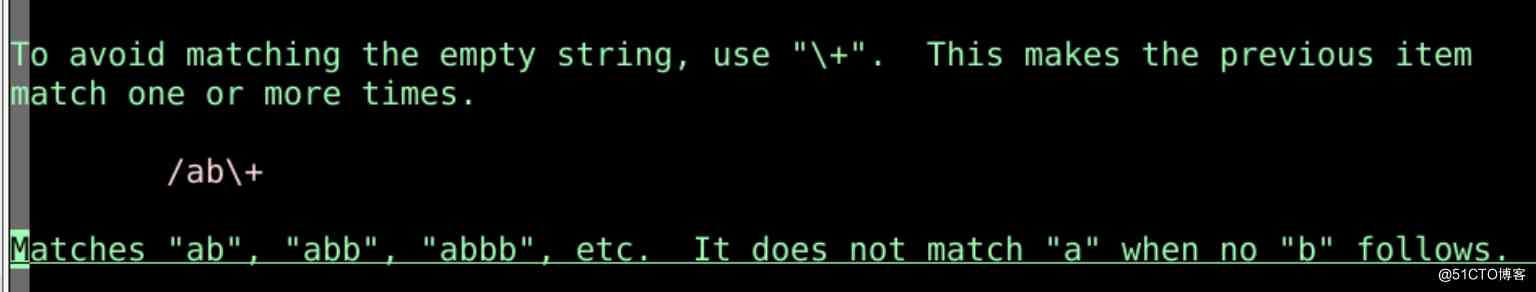 To avoid matching the empty string, use "\+".  This makes the previous item
match one or more times.
/ab\+
Matches "ab", "abb", "abbb", etc.  It does not match "a" when no "b" follows.
@51CTO博客